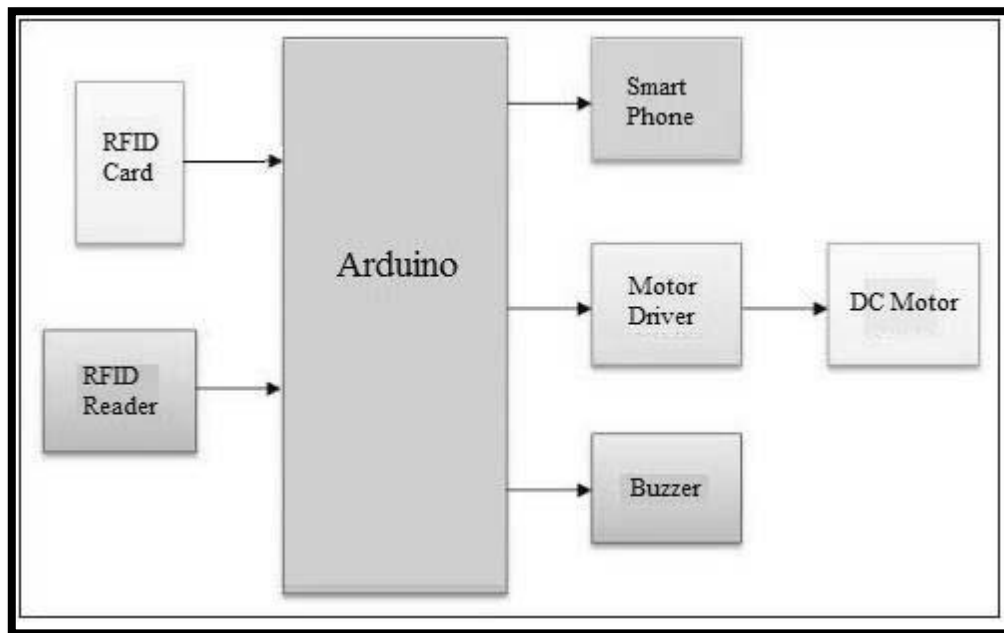 RFID
Card
RFID
Reader
Arduino
Smart
Phone
Motor
Driver
DC Motor
Buzzer